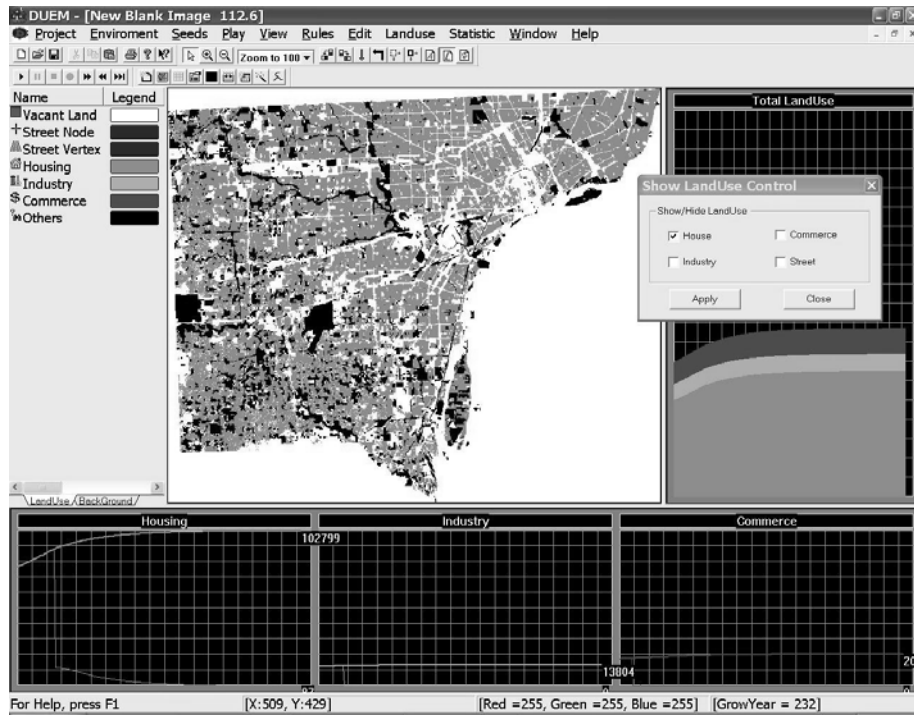 DUEM - [New Blank Image 112.6]
Project Enviroment Seeds Play View Rules Edit Landuse Statistic Window Help
Zoom to 100
Name Legend
Vacant Land
Street Node
Street Vertex
Housing
Industry
Commerce
Others
LandUse BackGround
Total LandUse
Show LandUse Control
Show/Hide LandUse
House Commerce
Industry Street
Apply Close
Housing Industry Commerce
102799
13804
20
For Help, press F1 [X:509, Y:429] [Red =255, Green =255, Blue =255] [GrowYear = 232]